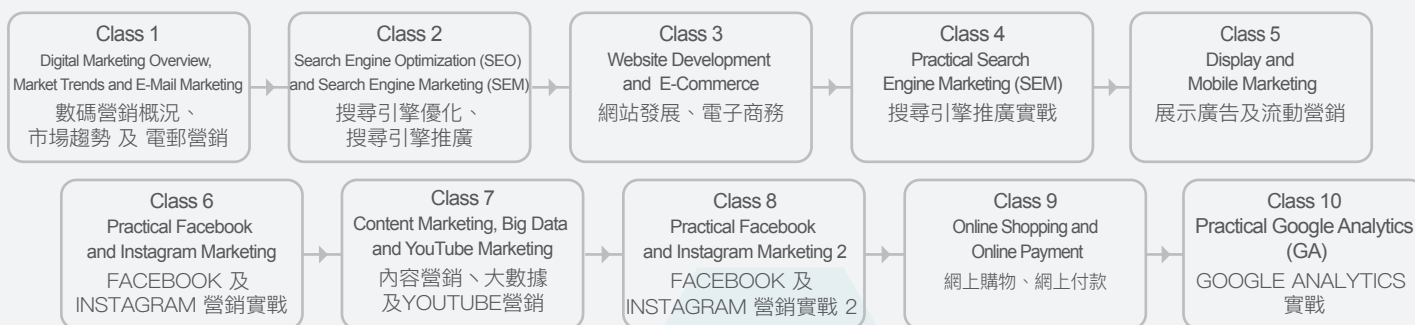 Class 1
Digital Marketing Overview,
Market Trends and E-Mail Marketing
數碼營銷概況、
市場趨勢 及 電郵營銷
Class 2
Search Engine Optimization (SEO)
and Search Engine Marketing (SEM)
搜尋引擎優化、
搜尋引擎推廣
Class 3
Website Development
and E-Commerce
網站發展、電子商務
Class 4
Practical Search
Engine Marketing (SEM)
搜尋引擎推廣實戰
Class 5
Display and
Mobile Marketing
展示廣告及流動營銷
Class 6
Practical Facebook
and Instagram Marketing
FACEBOOK 及
INSTAGRAM 營銷實戰
Class 7
Content Marketing, Big Data
and YouTube Marketing
內容營銷、大數據
及YOUTUBE營銷
Class 8
Practical Facebook
and Instagram Marketing 2
FACEBOOK 及
INSTAGRAM 營銷實戰 2
Class 9
Online Shopping and
Online Payment
網上購物、網上付款
Class 10
Practical Google Analytics
(GA)
GOOGLE ANALYTICS
實戰